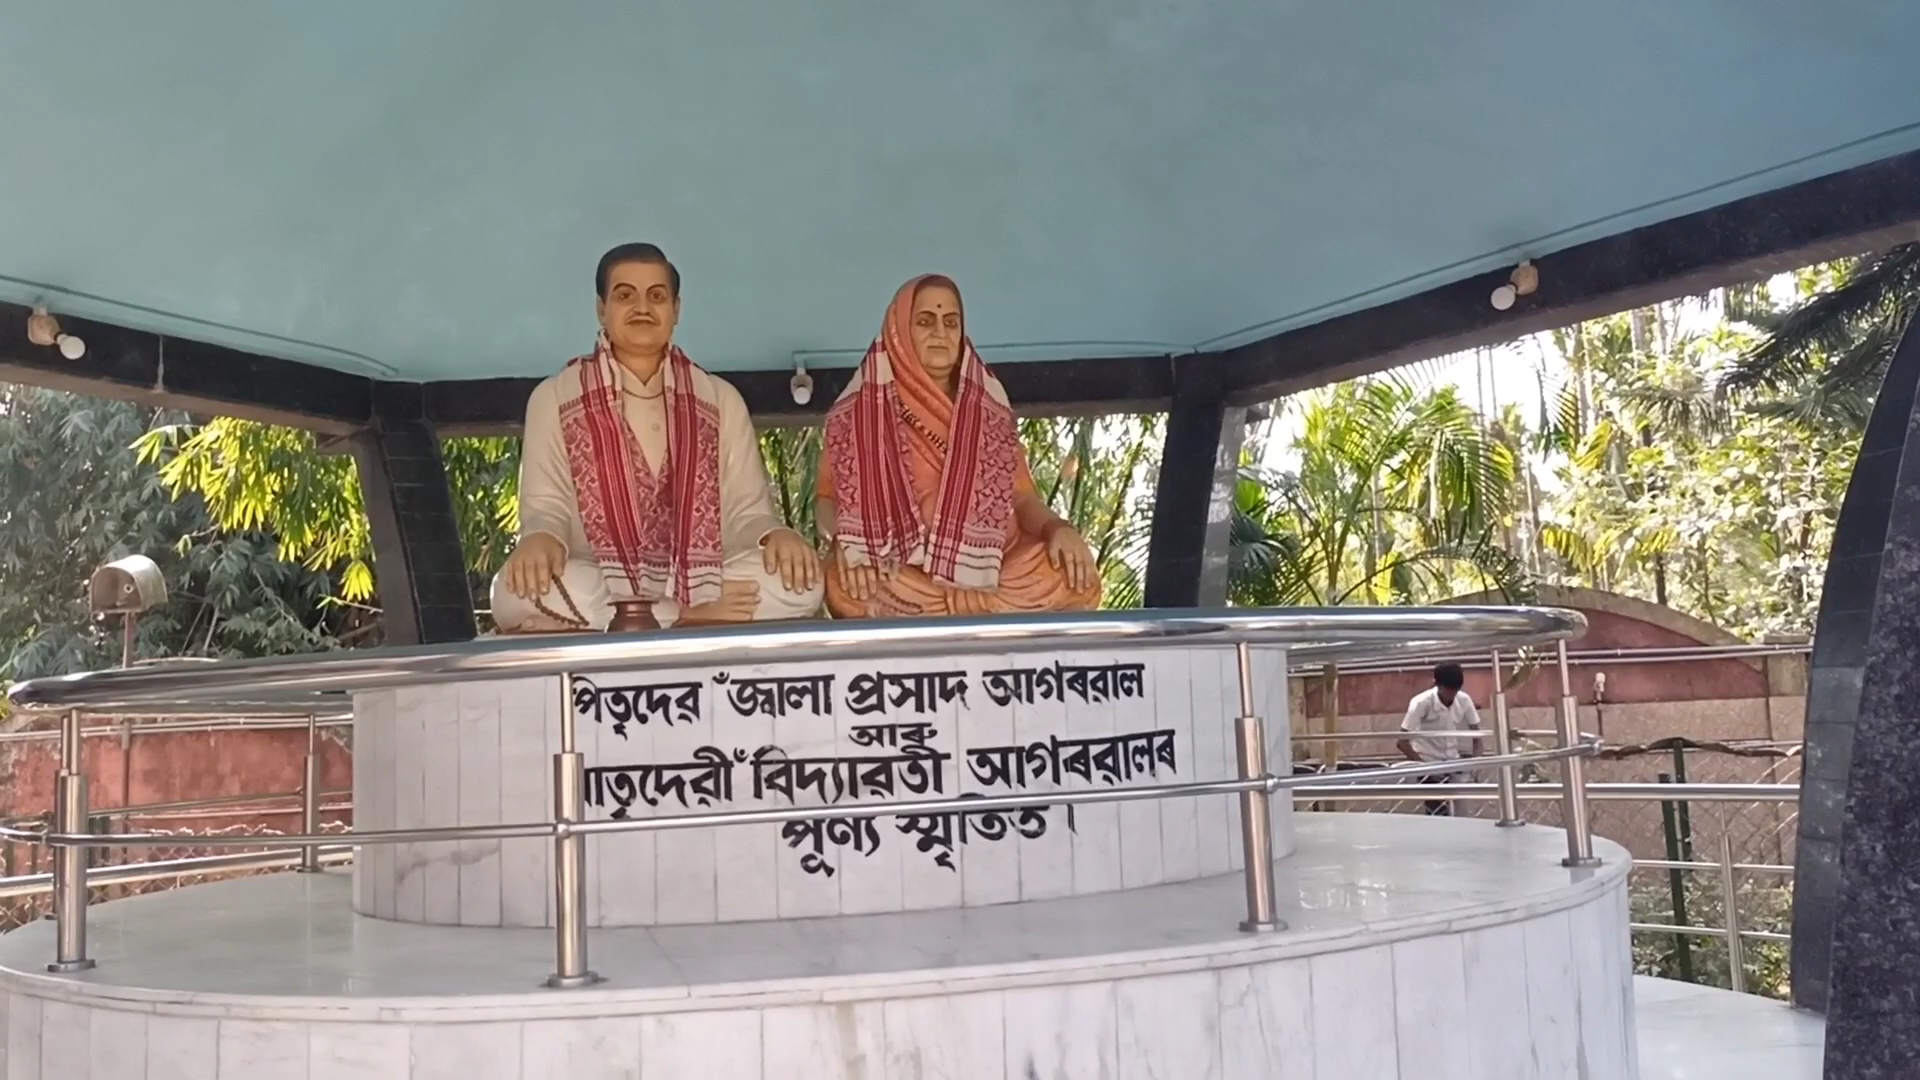 পিতৃদেৱ ঁজ্বালা প্ৰসাদ আগৰৱাল
আৰু
মাতৃদেৱী ঁবিদ্যাৱতী আগৰৱালৰ
পূণ্য স্মৃতিত।